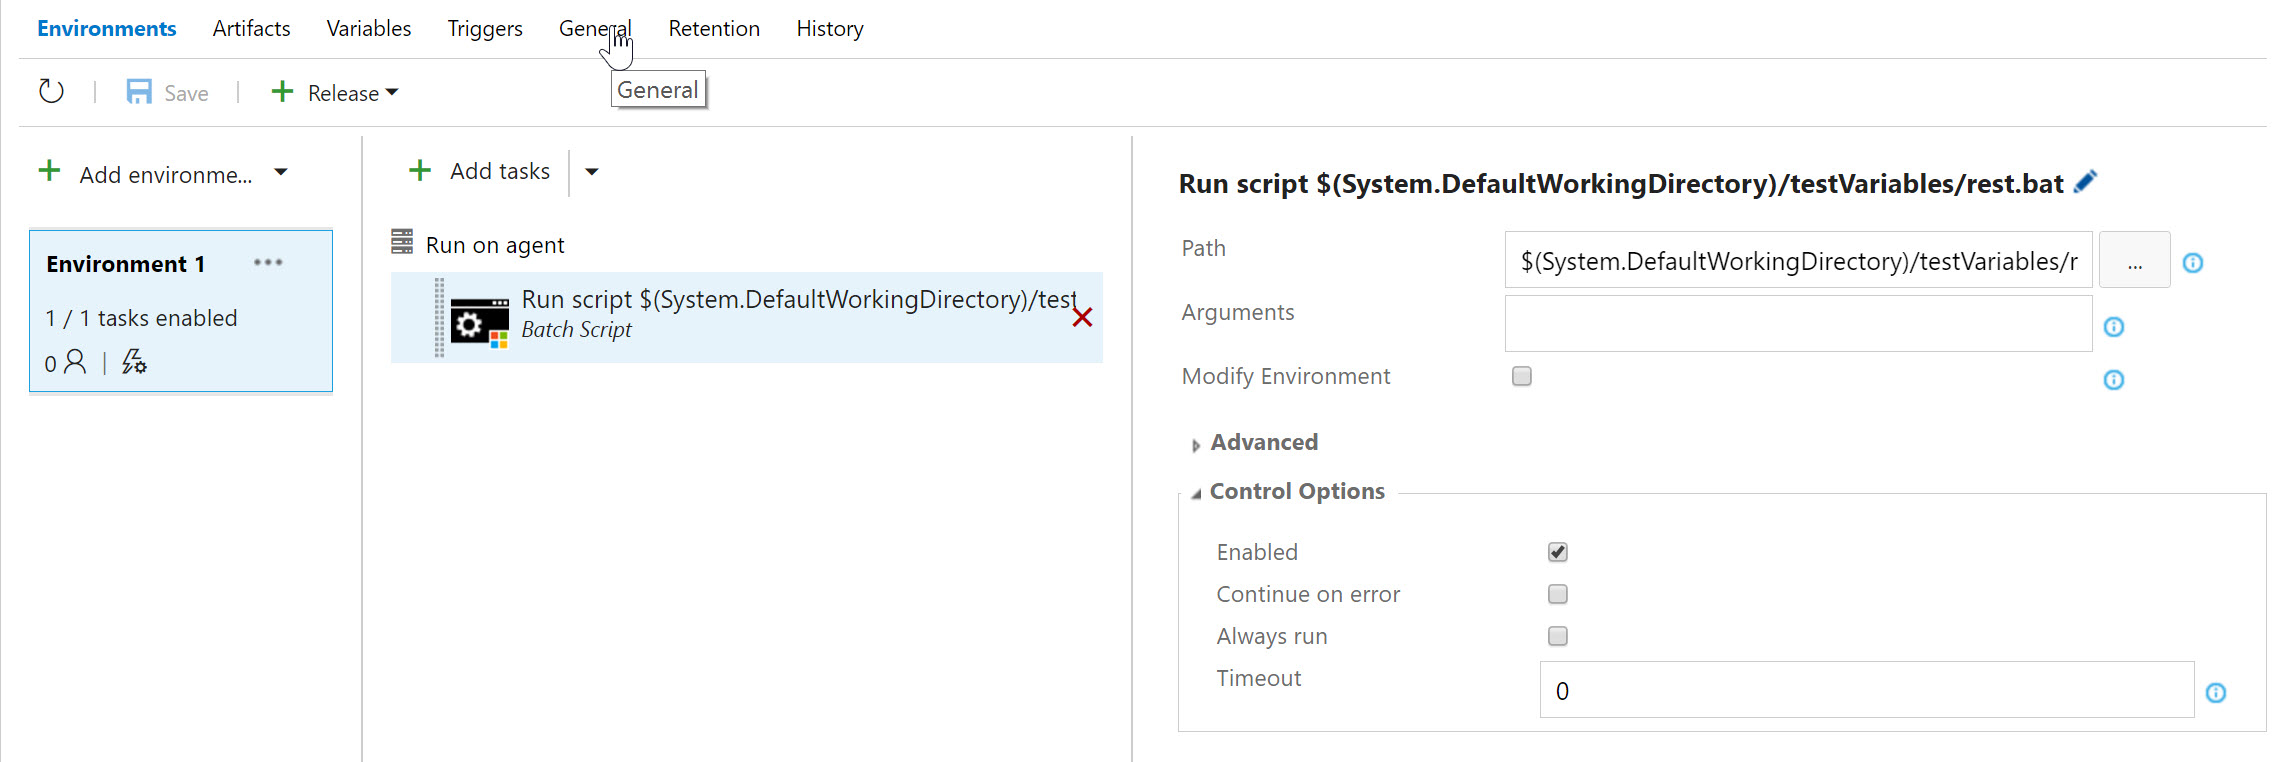 Environments Artifacts Variables Triggers General Retention History
General
Save Release
Add environme...
Environment 1
1 / 1 tasks enabled
0
Add tasks
Run on agent
Run script $(System.DefaultWorkingDirectory)/test
Batch Script
Run script $(System.DefaultWorkingDirectory)/testVariables/rest.bat
Path $(System.DefaultWorkingDirectory)/testVariables/r ...
Arguments
Modify Environment
Advanced
Control Options
Enabled
Continue on error
Always run
Timeout 0